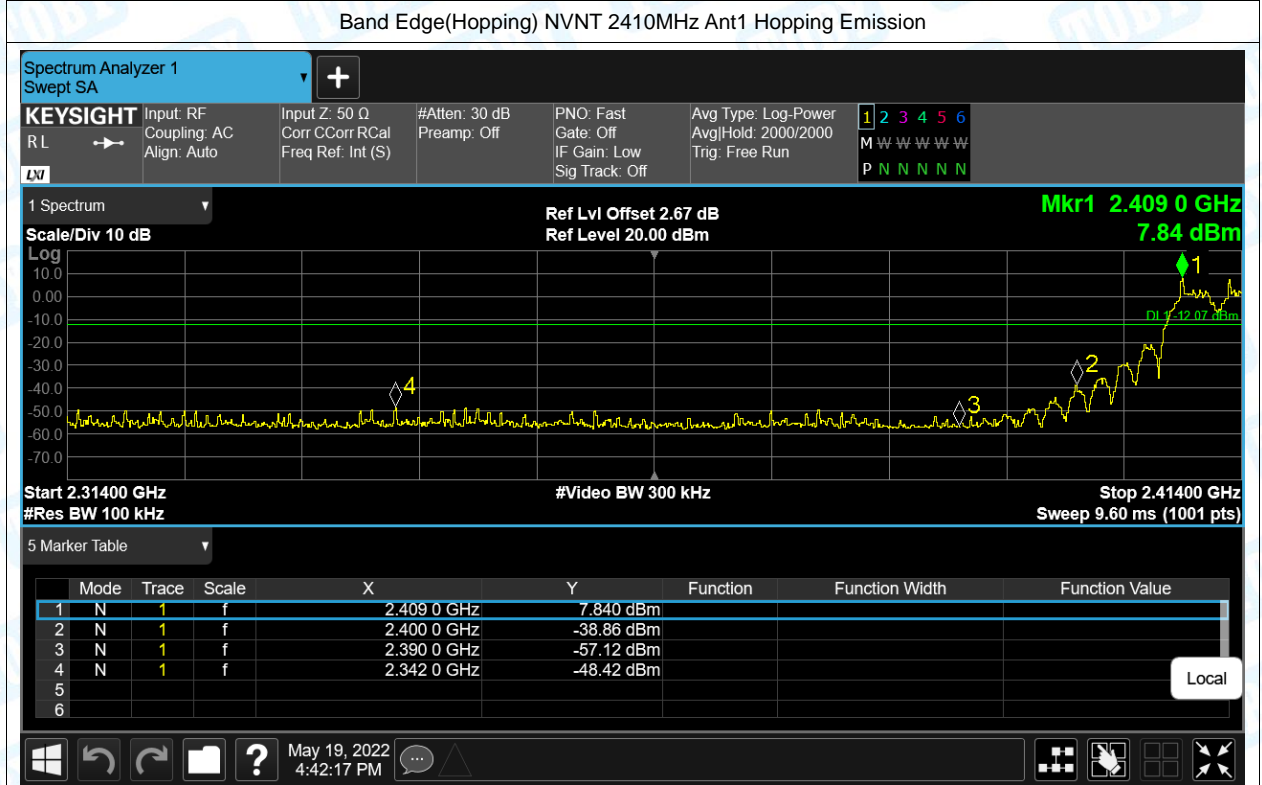 Band Edge(Hopping) NVNT 2410MHz Ant1 Hopping Emission
Spectrum Analyzer 1
Swept SA
KEYSIGHT
R L
LXI
Input: RF
Coupling: AC
Align: Auto
Input Z: 50 Ω
Corr CCorr RCal
Freq Ref: Int (S)
#Atten: 30 dB
Preamp: Off
PNO: Fast
Gate: Off
IF Gain: Low
Sig Track: Off
Avg Type: Log-Power
Avg|Hold: 2000/2000
Trig: Free Run
1 2 3 4 5 6
M W W W W W
P N N N N N
1 Spectrum
Scale/Div 10 dB
Ref Lvl Offset 2.67 dB
Ref Level 20.00 dBm
Mkr1 2.409 0 GHz
7.84 dBm
Log
10.0
0.00
-10.0
-20.0
-30.0
-40.0
-50.0
-60.0
-70.0
1
DL1 -12.07 dBm
2
4
3
Start 2.31400 GHz
#Res BW 100 kHz
#Video BW 300 kHz
Stop 2.41400 GHz
Sweep 9.60 ms (1001 pts)
5 Marker Table
Mode Trace Scale X Y Function Function Width Function Value
1 N 1 f 2.409 0 GHz 7.840 dBm
2 N 1 f 2.400 0 GHz -38.86 dBm
3 N 1 f 2.390 0 GHz -57.12 dBm
4 N 1 f 2.342 0 GHz -48.42 dBm
5
6
Local
?
May 19, 2022
4:42:17 PM